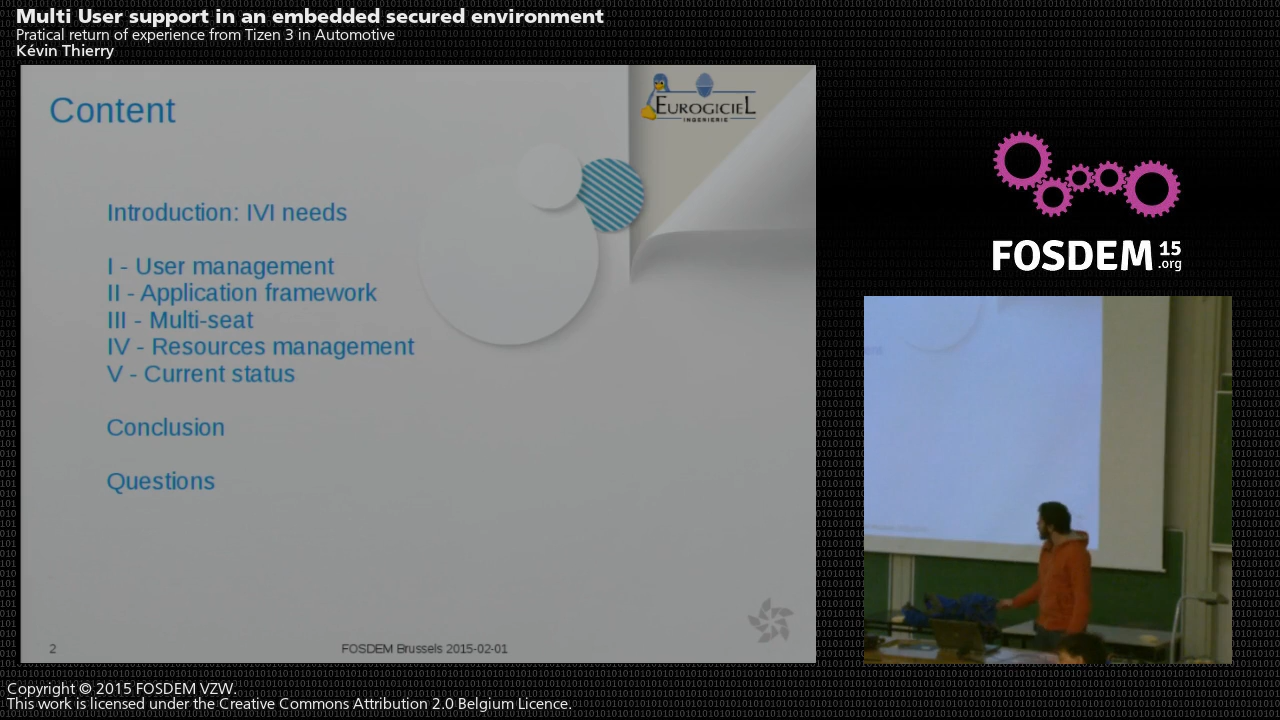 Multi User support in an embedded secured environment
Pratical return of experience from Tizen 3 in Automotive
Kévin Thierry
Content
EUROGICIEL
INGENIERIE
Introduction: IVI needs
I - User management
II - Application framework
III - Multi-seat
IV - Resources management
V - Current status
Conclusion
Questions
2
FOSDEM Brussels 2015-02-01
FOSDEM 15
.org
Copyright © 2015 FOSDEM VZW.
This work is licensed under the Creative Commons Attribution 2.0 Belgium Licence.